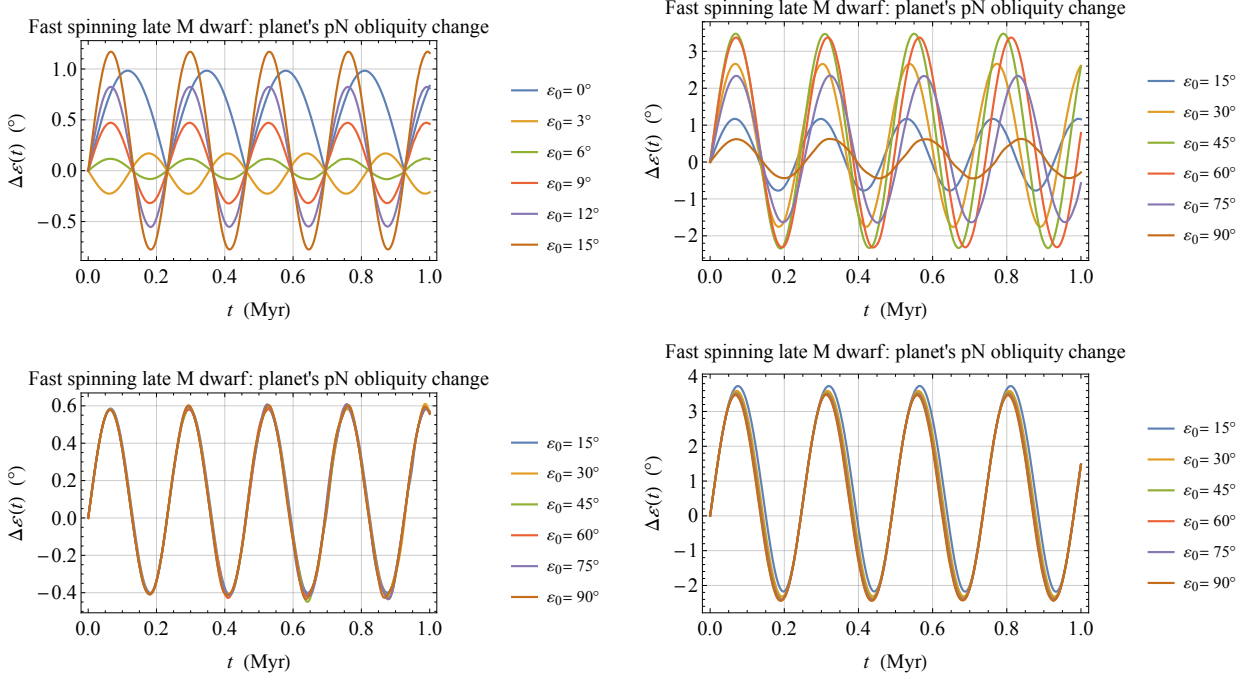 Fast spinning late M dwarf: planet's pN obliquity change
Δε(t) (°)
1.0
0.5
0.0
−0.5
0.0 0.2 0.4 0.6 0.8 1.0
t (Myr)
ε₀= 0°
ε₀= 3°
ε₀= 6°
ε₀= 9°
ε₀= 12°
ε₀= 15°
Fast spinning late M dwarf: planet's pN obliquity change
Δε(t) (°)
3
2
1
0
−1
−2
0.0 0.2 0.4 0.6 0.8 1.0
t (Myr)
ε₀= 15°
ε₀= 30°
ε₀= 45°
ε₀= 60°
ε₀= 75°
ε₀= 90°
Fast spinning late M dwarf: planet's pN obliquity change
Δε(t) (°)
0.6
0.4
0.2
0.0
−0.2
−0.4
0.0 0.2 0.4 0.6 0.8 1.0
t (Myr)
ε₀= 15°
ε₀= 30°
ε₀= 45°
ε₀= 60°
ε₀= 75°
ε₀= 90°
Fast spinning late M dwarf: planet's pN obliquity change
Δε(t) (°)
4
3
2
1
0
−1
−2
0.0 0.2 0.4 0.6 0.8 1.0
t (Myr)
ε₀= 15°
ε₀= 30°
ε₀= 45°
ε₀= 60°
ε₀= 75°
ε₀= 90°